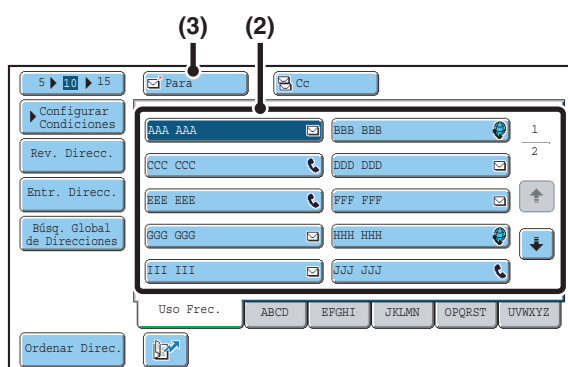 (3) (2)
5 10 15
Para
Cc
Configurar
Condiciones
Rev. Direcc.
Entr. Direcc.
Búsq. Global
de Direcciones
AAA AAA
BBB BBB
CCC CCC
DDD DDD
EEE EEE
FFF FFF
GGG GGG
HHH HHH
III III
JJJ JJJ
1
2
Uso Frec.
ABCD
EFGHI
JKLMN
OPQRST
UVWXYZ
Ordenar Direc.